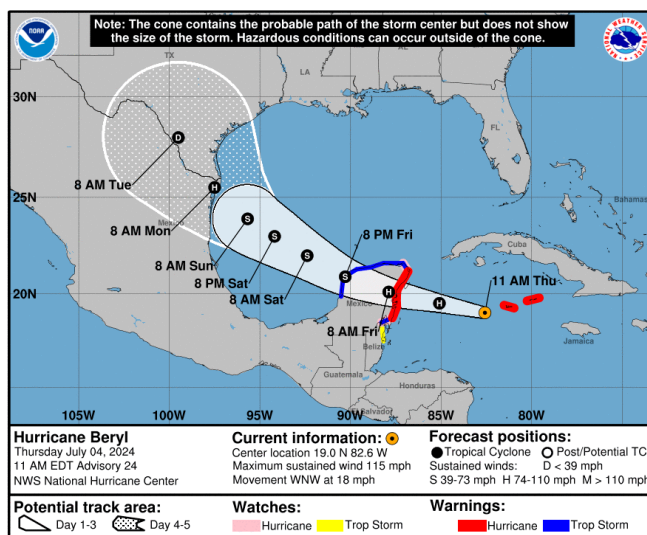 Note: The cone contains the probable path of the storm center but does not show
the size of the storm. Hazardous conditions can occur outside of the cone.
NOAA
NATIONAL WEATHER SERVICE
TX
LA
AL
FL
30N
25N
20N
Bahamas
Cuba
Jamaica
Mexico
Mexico
Belize
Guatemala
Honduras
El Salvador
D
H
S
S
S
S
H
H
8 AM Tue
8 AM Mon
8 AM Sun
8 PM Sat
8 AM Sat
8 PM Fri
8 AM Fri
11 AM Thu
105W 100W 95W 90W 85W 80W
Hurricane Beryl
Thursday July 04, 2024
11 AM EDT Advisory 24
NWS National Hurricane Center
Current information:
Center location 19.0 N 82.6 W
Maximum sustained wind 115 mph
Movement WNW at 18 mph
Forecast positions:
Tropical Cyclone Post/Potential TC
Sustained winds: D < 39 mph
S 39-73 mph H 74-110 mph M > 110 mph
Potential track area:
Day 1-3 Day 4-5
Watches:
Hurricane Trop Storm
Warnings:
Hurricane Trop Storm